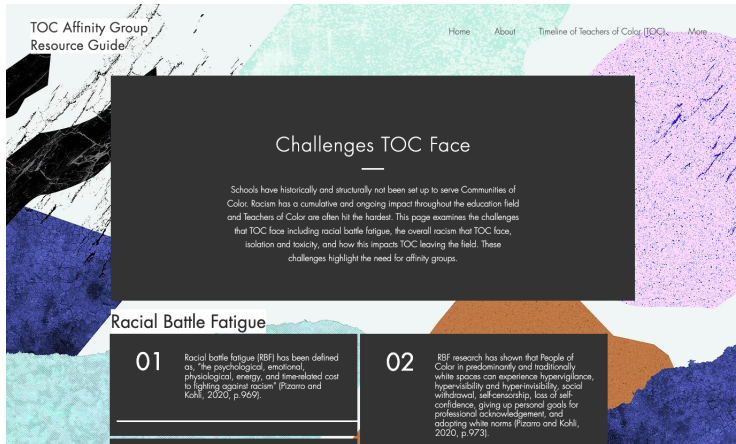 TOC Affinity Group
Resource Guide
Home About Timeline of Teachers of Color (TOC) More
Challenges TOC Face
Schools have historically and structurally not been set up to serve Communities of
Color. Racism has a cumulative and ongoing impact throughout the education field
and Teachers of Color are often hit the hardest. This page examines the challenges
that TOC face including racial battle fatigue, the overall racism that TOC face,
isolation and toxicity, and how this impacts TOC leaving the field. These
challenges highlight the need for affinity groups.
Racial Battle Fatigue
01
Racial battle fatigue (RBF) has been defined
as, "the psychological, emotional,
physiological, energy, and time-related cost
to fighting against racism" (Pizarro and
Kohli, 2020, p.969).
02
RBF research has shown that People of
Color in predominantly and traditionally
white spaces can experience hypervigilance,
hyper-visibility and hyper-invisibility, social
withdrawal, self-censorship, loss of self-
confidence, giving up personal goals for
professional acknowledgement, and
adopting white norms (Pizarro and Kohli,
2020, p.973).